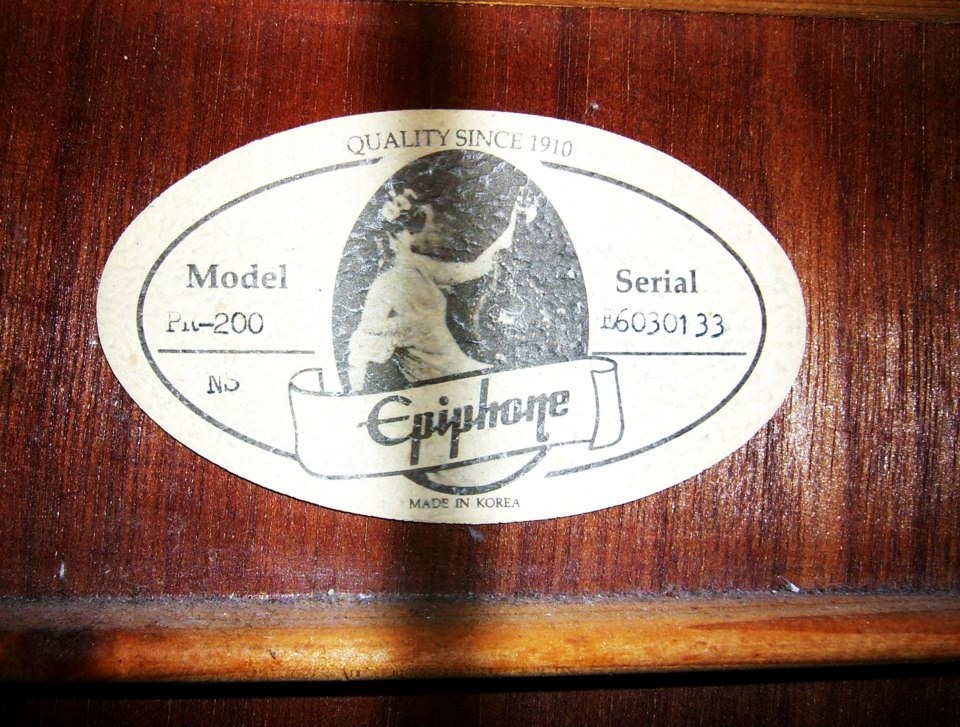 QUALITY SINCE 1910
Model
PR-200
NS
Serial
E6030133
Epiphone
MADE IN KOREA